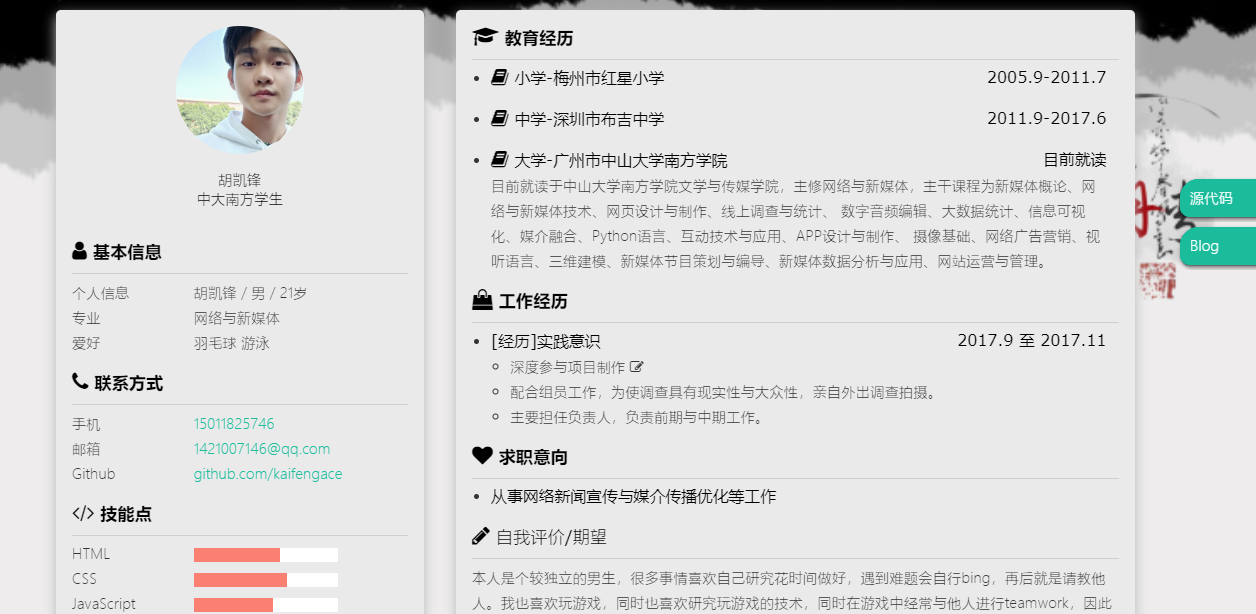 胡凯锋
中大南方学生
基本信息
个人信息 胡凯锋 / 男 / 21岁
专业 网络与新媒体
爱好 羽毛球 游泳
联系方式
手机 15011825746
邮箱 1421007146@qq.com
Github github.com/kaifengace
技能点
HTML
CSS
JavaScript
教育经历
小学-梅州市红星小学 2005.9-2011.7
中学-深圳市布吉中学 2011.9-2017.6
大学-广州市中山大学南方学院 目前就读
目前就读于中山大学南方学院文学与传媒学院，主修网络与新媒体，主干课程为新媒体概论、网
络与新媒体技术、网页设计与制作、线上调查与统计、 数字音频编辑、大数据统计、信息可视
化、媒介融合、Python语言、互动技术与应用、APP设计与制作、 摄像基础、网络广告营销、视
听语言、三维建模、新媒体节目策划与编导、新媒体数据分析与应用、网站运营与管理。
工作经历
[经历]实践意识 2017.9 至 2017.11
深度参与项目制作
配合组员工作，为使调查具有现实性与大众性，亲自外出调查拍摄。
主要担任负责人，负责前期与中期工作。
求职意向
从事网络新闻宣传与媒介传播优化等工作
自我评价/期望
本人是个较独立的男生，很多事情喜欢自己研究花时间做好，遇到难题会自行bing，再后就是请教他
人。我也喜欢玩游戏，同时也喜欢研究玩游戏的技术，同时在游戏中经常与他人进行teamwork，因此
源代码
Blog